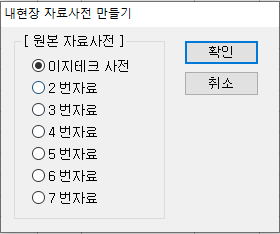 내현장 자료사전 만들기
[ 원본 자료사전 ]
이지테크 사전
2 번자료
3 번자료
4 번자료
5 번자료
6 번자료
7 번자료
확인
취소